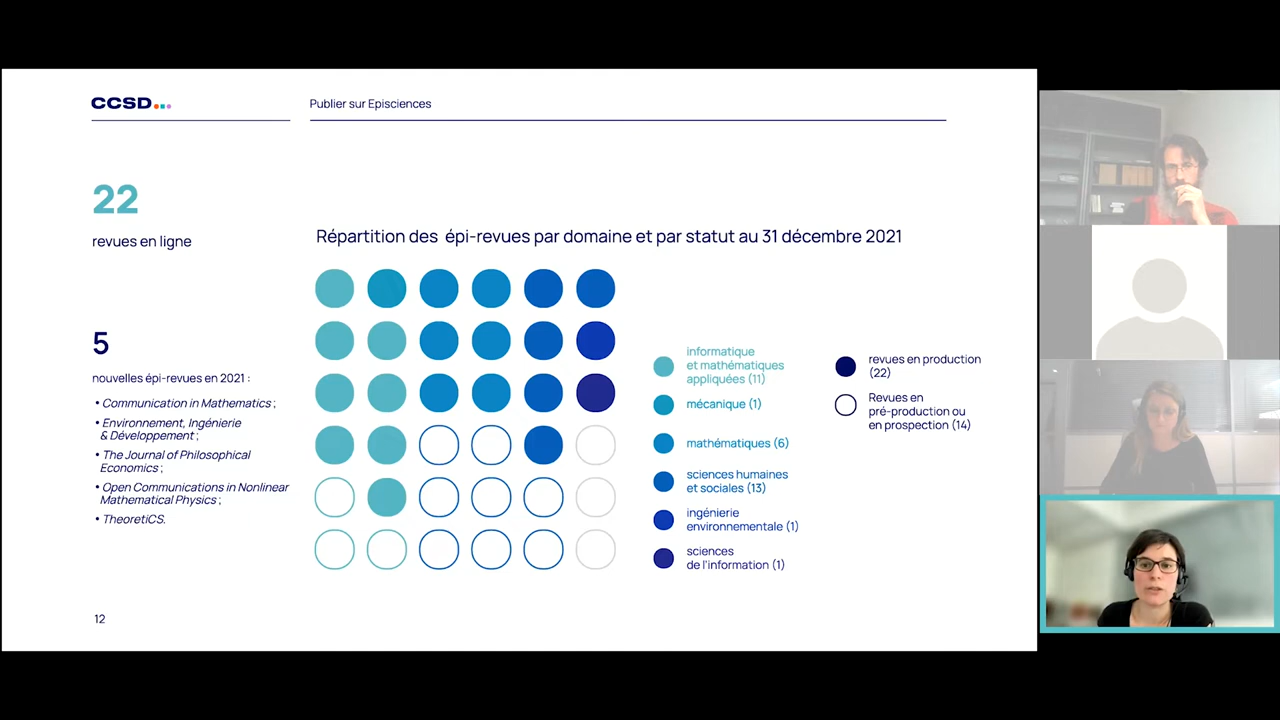 CCSD
Publier sur Episciences
22
revues en ligne
5
nouvelles épi-revues en 2021 :
• Communication in Mathematics ;
• Environnement, Ingénierie
& Développement ;
• The Journal of Philosophical
Economics ;
• Open Communications in Nonlinear
Mathematical Physics ;
• TheoretiCS.
Répartition des épi-revues par domaine et par statut au 31 décembre 2021
informatique
et mathématiques
appliquées (11)
mécanique (1)
mathématiques (6)
sciences humaines
et sociales (13)
ingénierie
environnementale (1)
sciences
de l'information (1)
revues en production
(22)
Revues en
pré-production ou
en prospection (14)
12